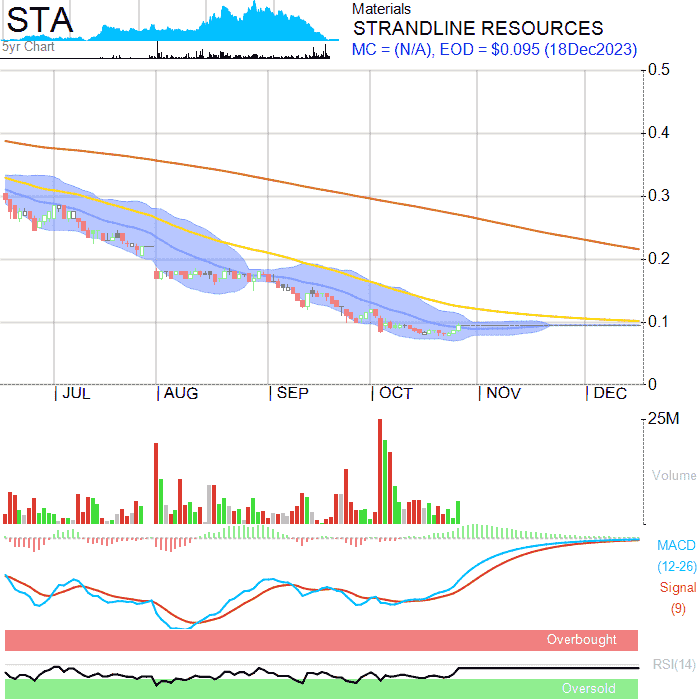 STA
5yr Chart
Materials
STRANDLINE RESOURCES
MC = (N/A), EOD = $0.095 (18Dec2023)
0.5
0.4
0.3
0.2
0.1
0
JUL AUG SEP OCT NOV DEC
25M
Volume
MACD
(12-26)
Signal
(9)
Overbought
RSI(14)
Oversold